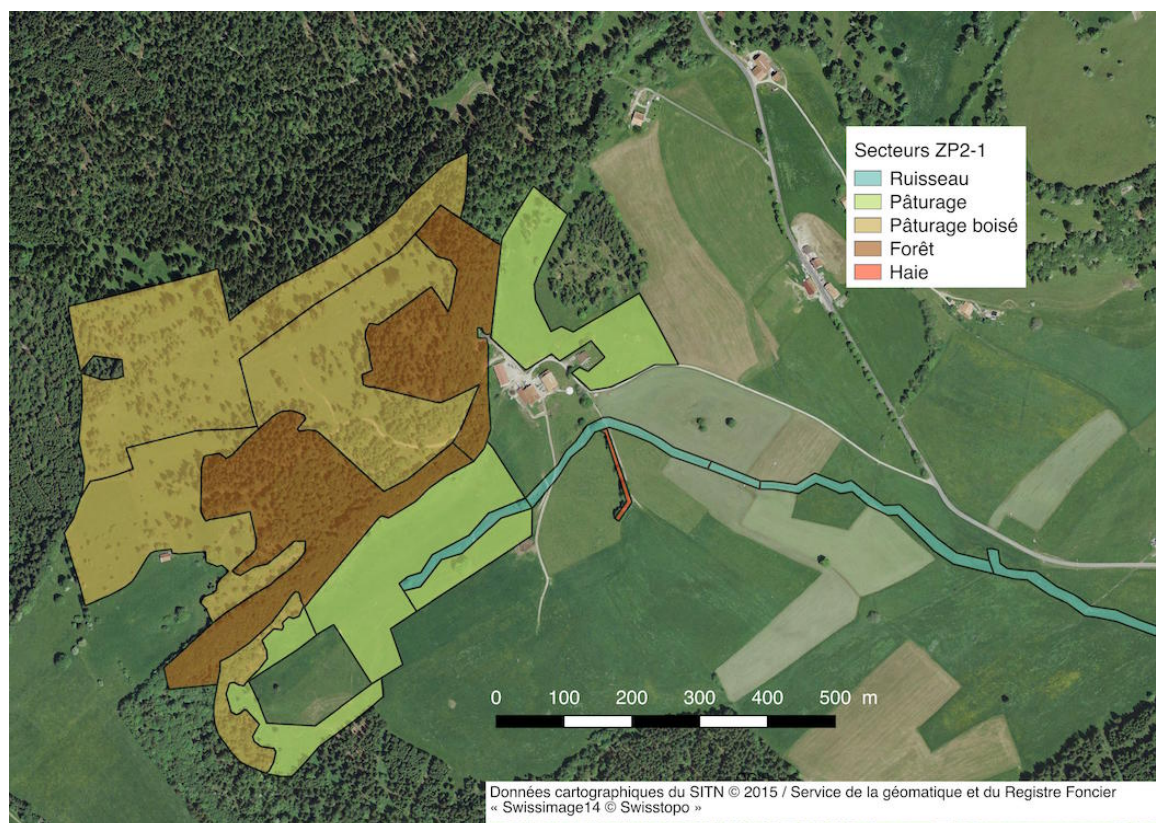 Secteurs ZP2-1
Ruisseau
Pâturage
Pâturage boisé
Forêt
Haie
0 100 200 300 400 500 m
Données cartographiques du SITN © 2015 / Service de la géomatique et du Registre Foncier
« Swissimage14 © Swisstopo »